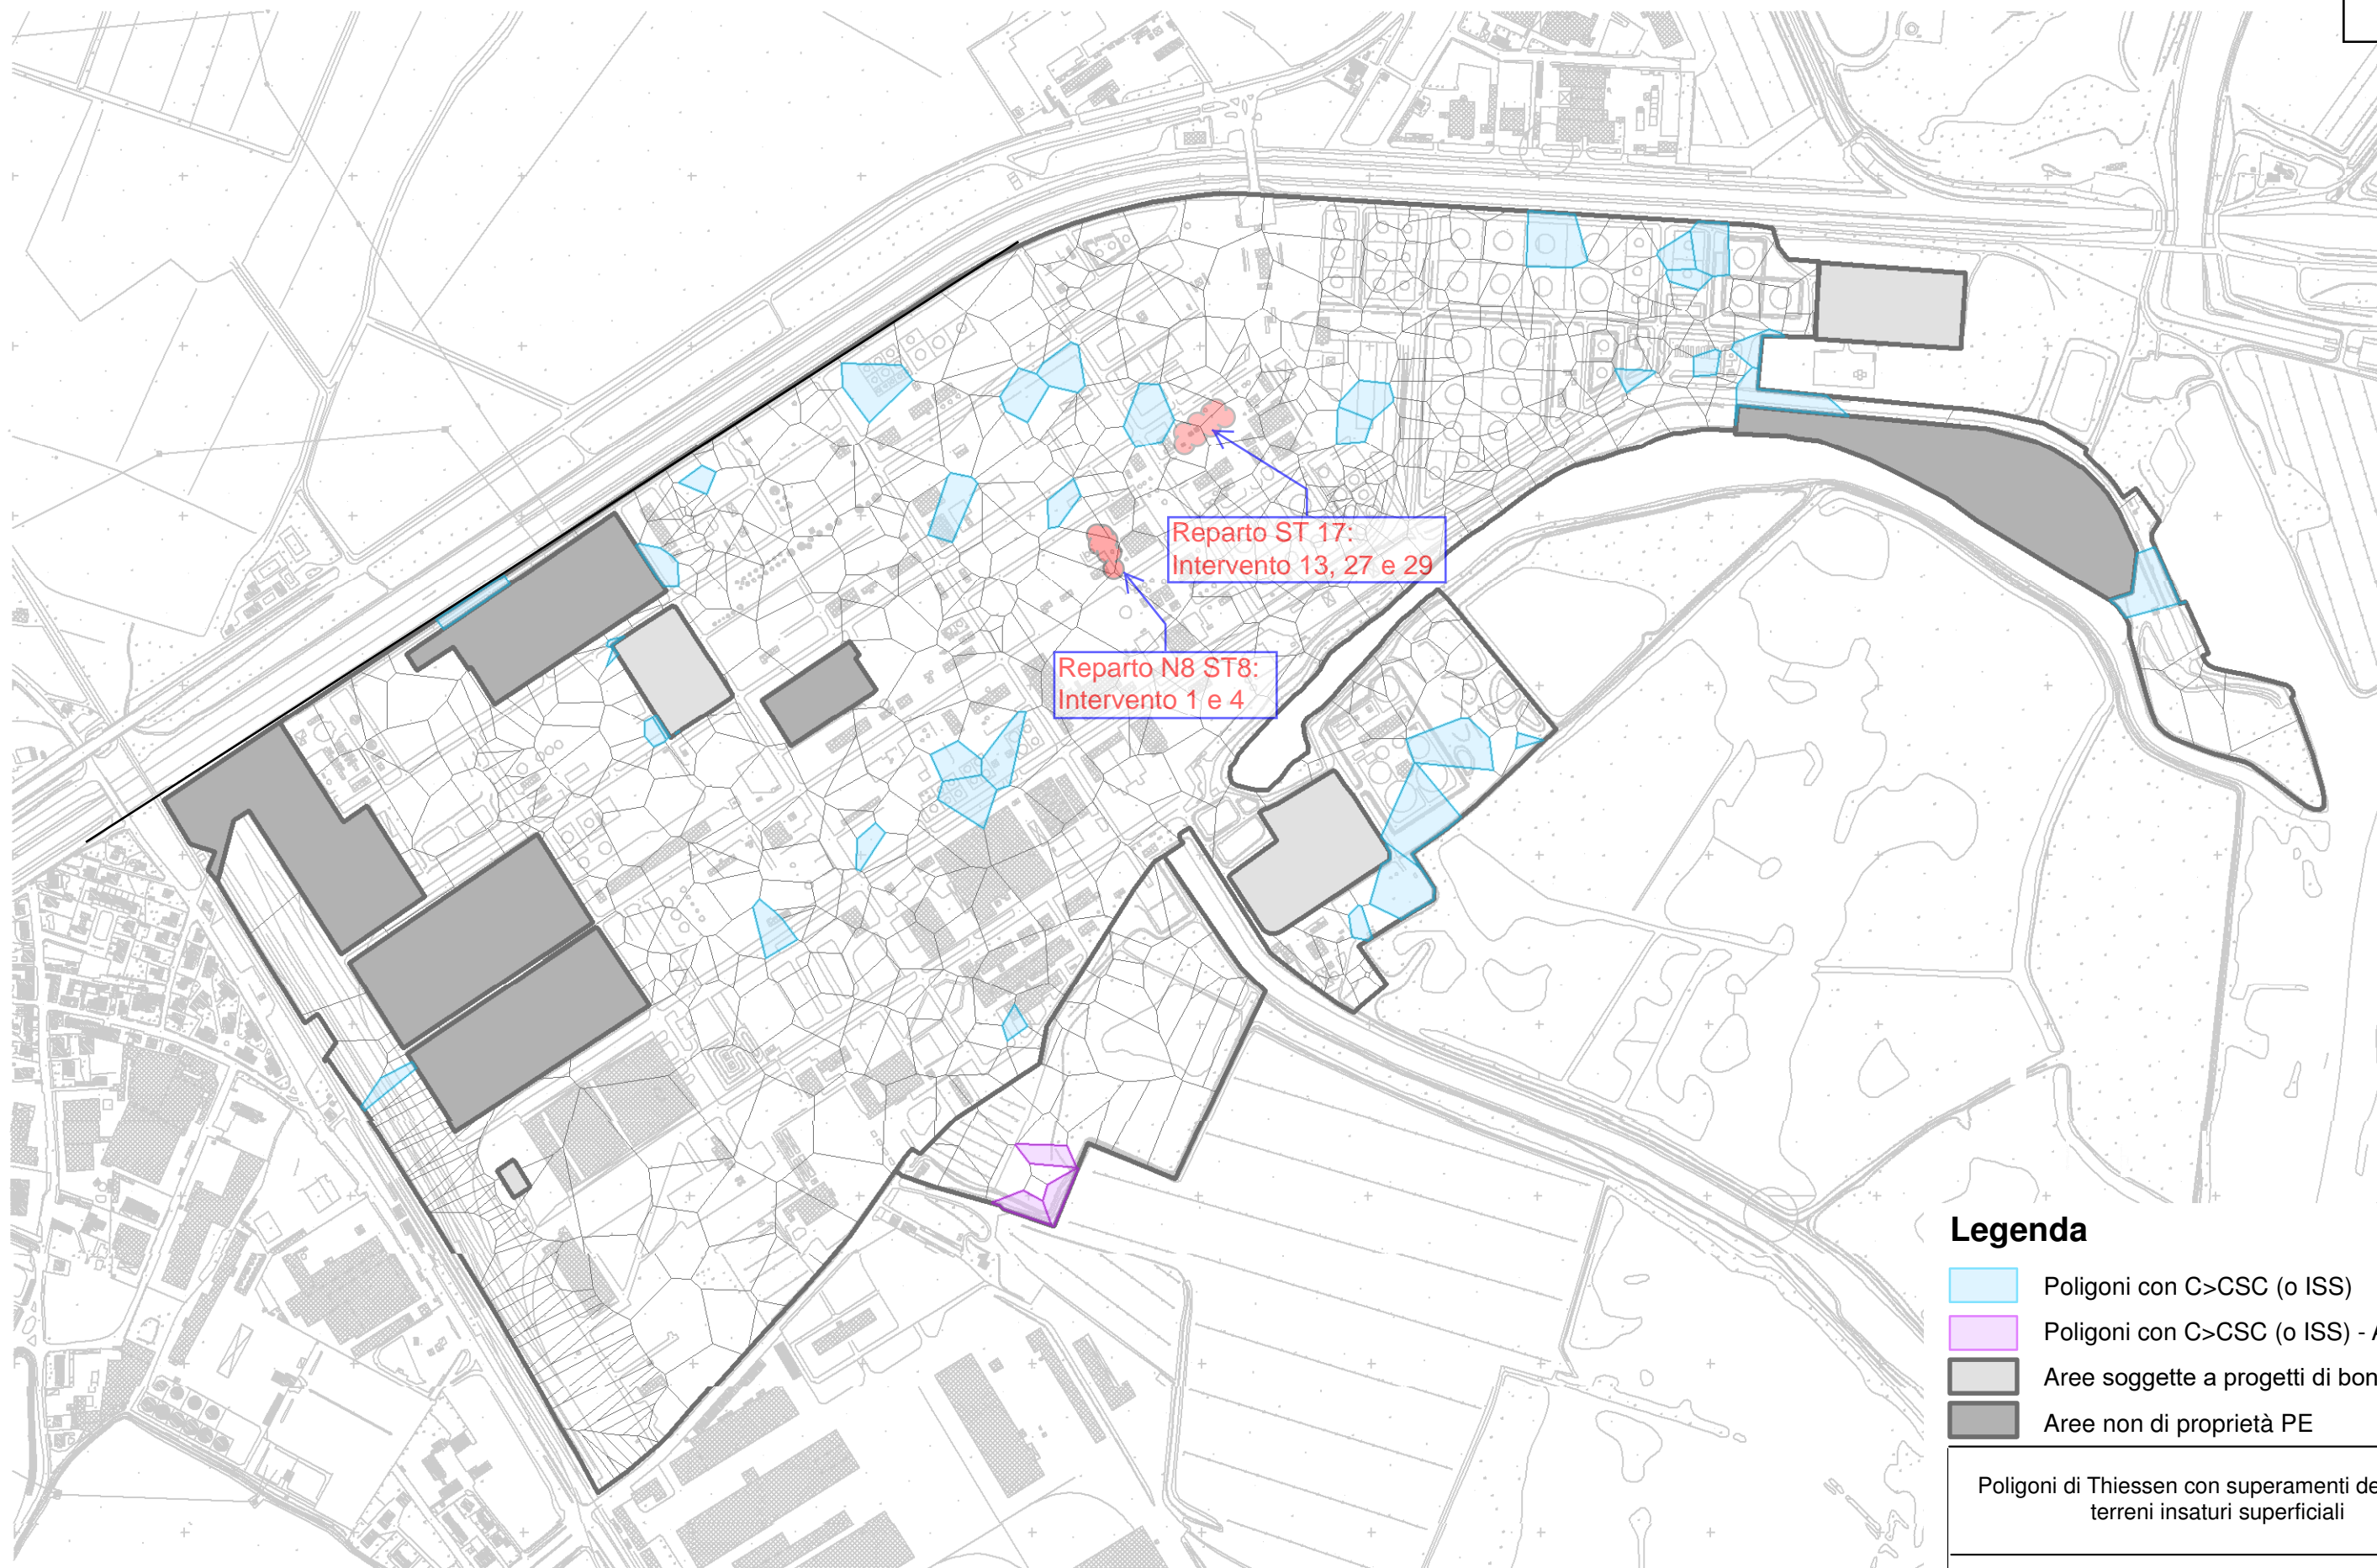 Reparto ST 17:
Intervento 13, 27 e 29
Reparto N8 ST8:
Intervento 1 e 4
Legenda
Poligoni con C>CSC (o ISS)
Poligoni con C>CSC (o ISS) -
Aree soggette a progetti di
Aree non di proprietà PE
Poligoni di Thiessen con superamenti
terreni insaturi superficiali